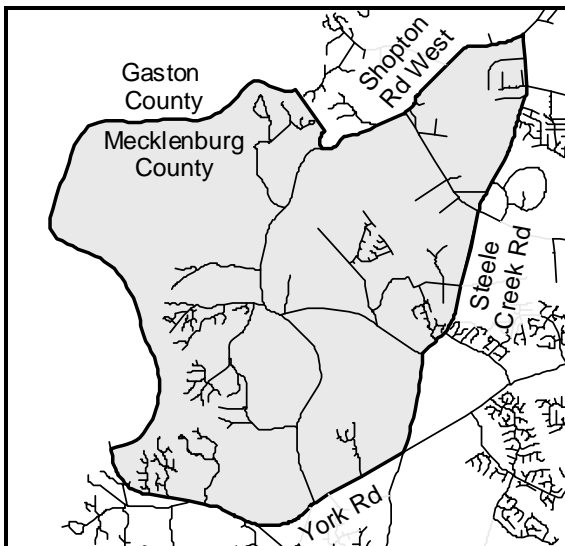 Gaston
County
Mecklenburg
County
Shopton
Rd West
Steele
Creek Rd
York Rd